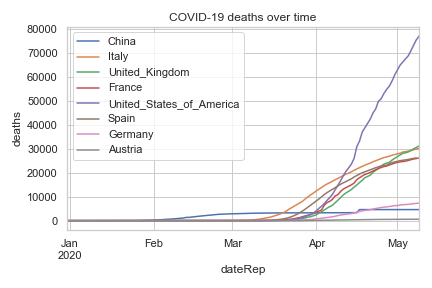 COVID-19 deaths over time
80000
70000
60000
50000
40000
30000
20000
10000
0
deaths
China
Italy
United_Kingdom
France
United_States_of_America
Spain
Germany
Austria
Jan Feb Mar Apr May
2020
dateRep